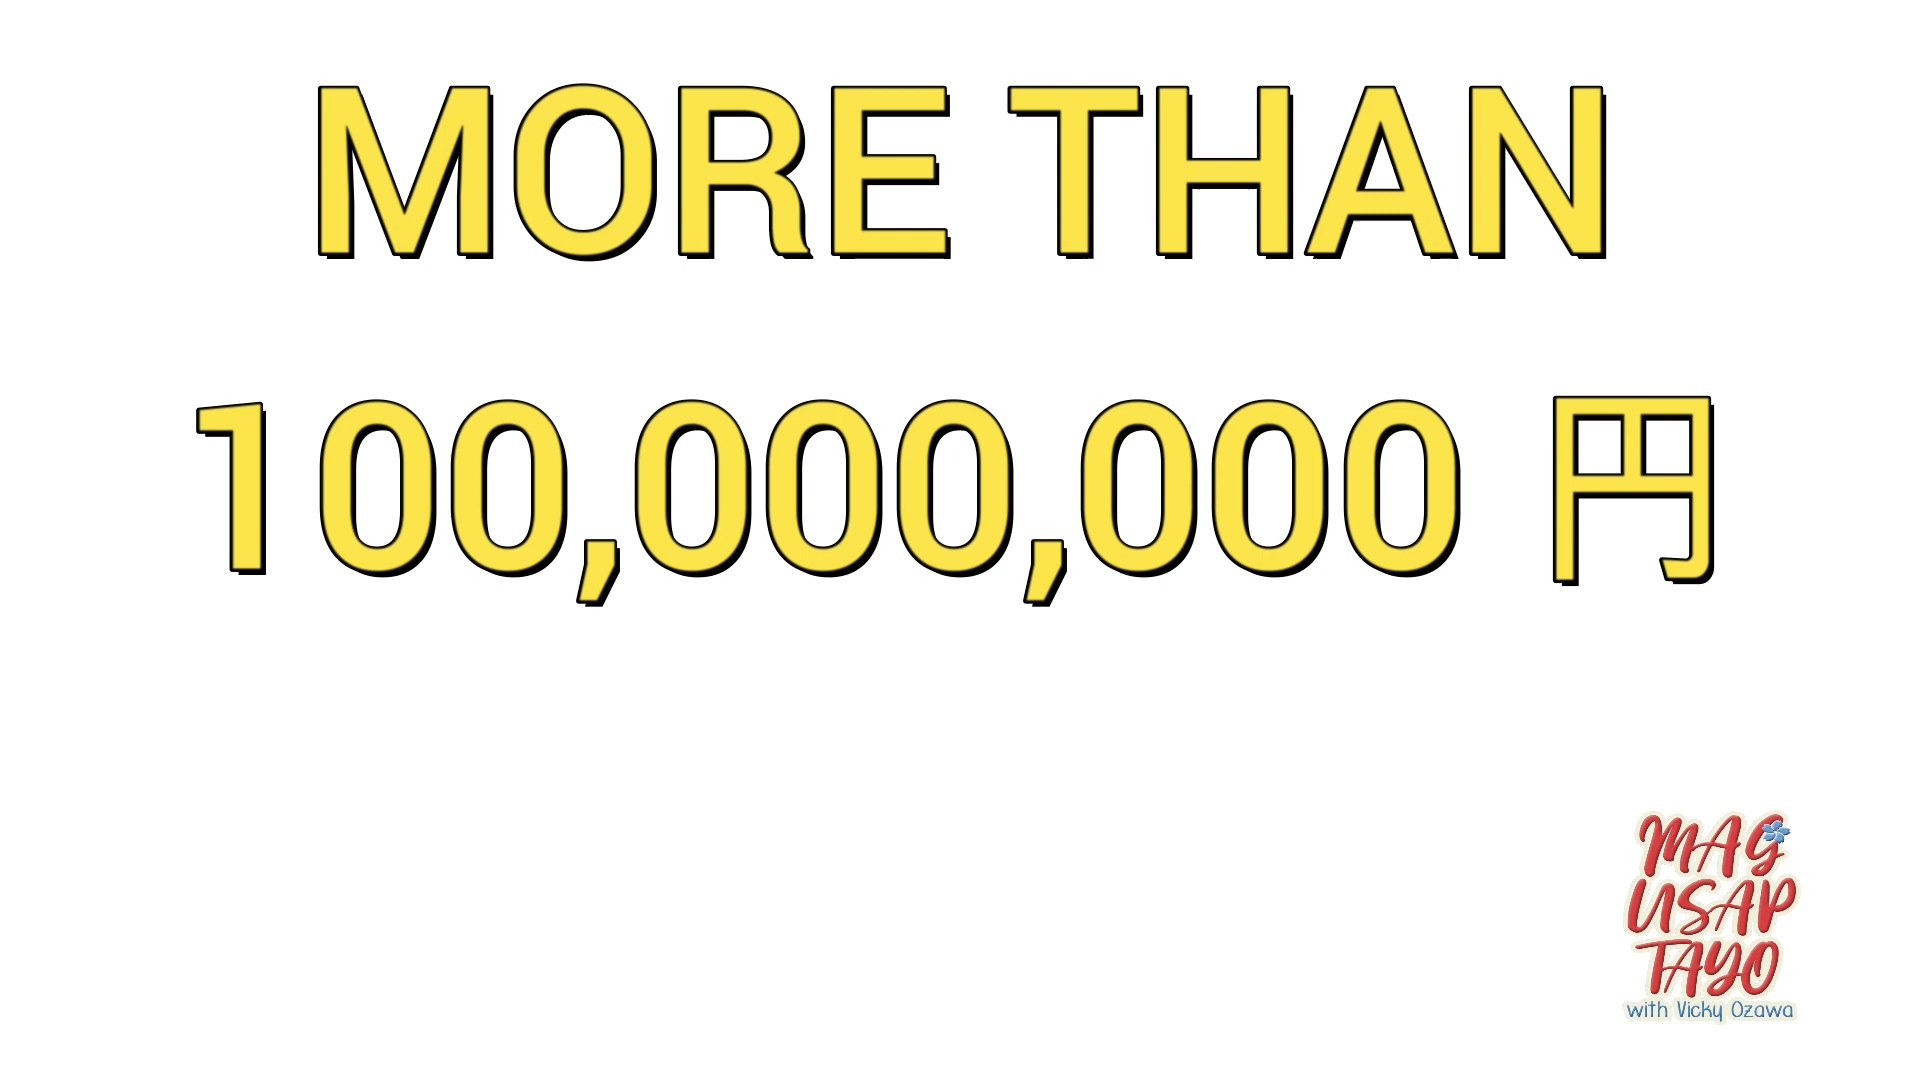 MORE THAN
100,000,000 円
MAG
USAP
TAYO
with Vicky Ozawa